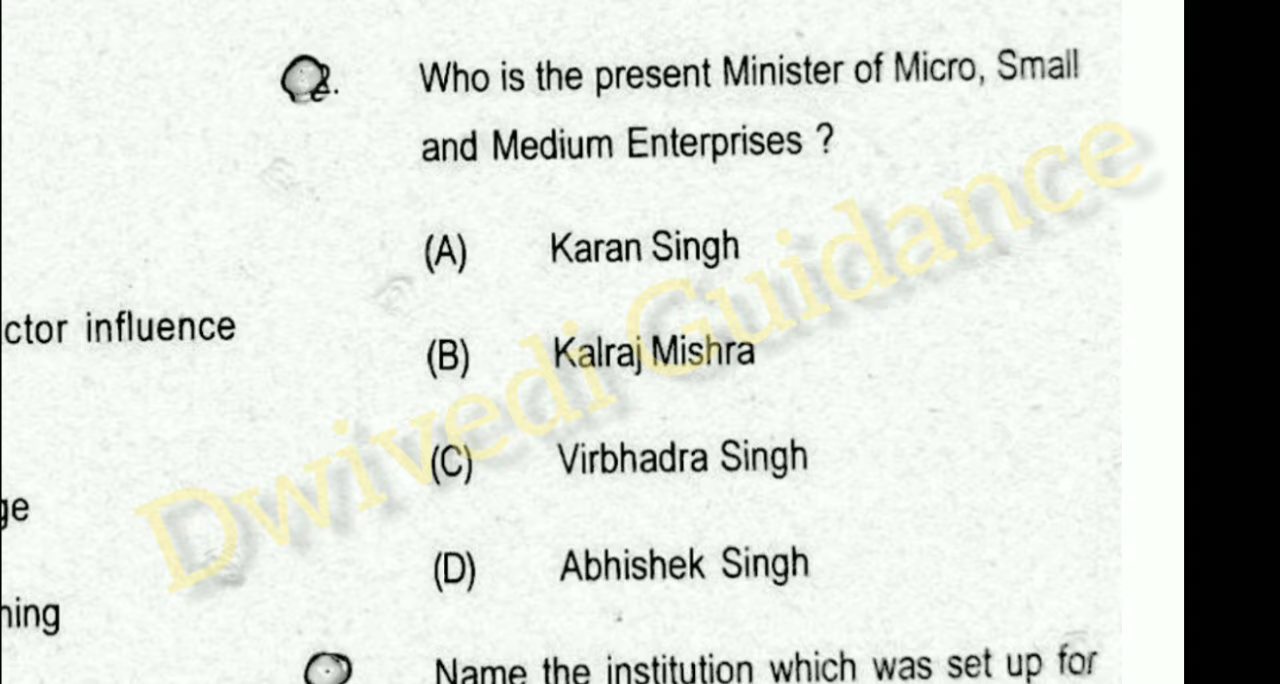 2. Who is the present Minister of Micro, Small
and Medium Enterprises ?
(A) Karan Singh
ctor influence
(B) Kalraj Mishra
(C) Virbhadra Singh
ge
(D) Abhishek Singh
ning
Name the institution which was set up for
Dwivedi Guidance